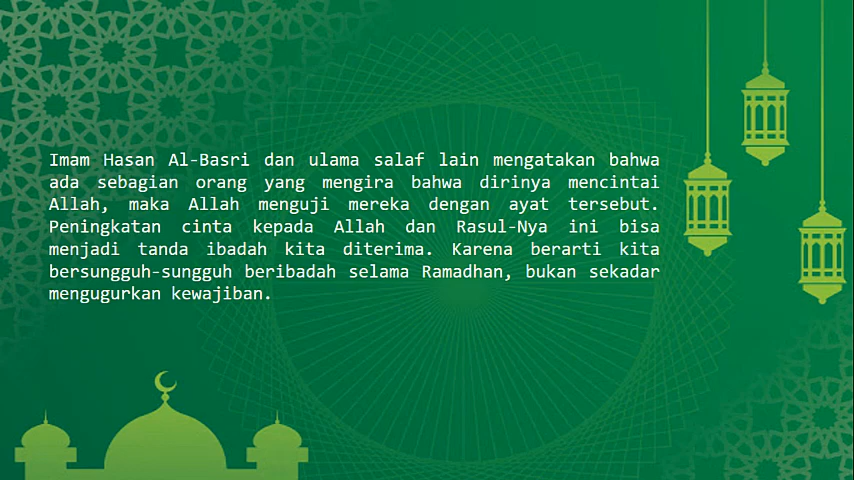 Imam Hasan Al-Basri dan ulama salaf lain mengatakan bahwa
ada sebagian orang yang mengira bahwa dirinya mencintai
Allah, maka Allah menguji mereka dengan ayat tersebut.
Peningkatan cinta kepada Allah dan Rasul-Nya ini bisa
menjadi tanda ibadah kita diterima. Karena berarti kita
bersungguh-sungguh beribadah selama Ramadhan, bukan sekadar
mengugurkan kewajiban.